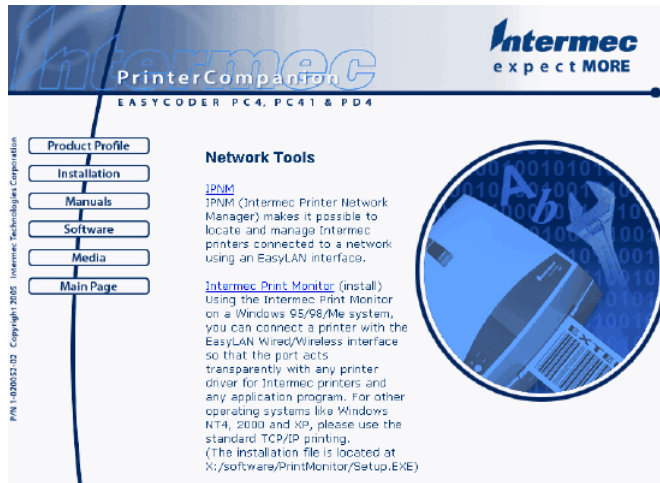 Intermec
PrinterCompanion
EASYCODER PC4, PC41 & PD4
Intermec
expect MORE
Product Profile
Installation
Manuals
Software
Media
Main Page
P/N 1-020052-02 Copyright 2005 Intermec Technologies Corporation
Network Tools
IPNM
IPNM (Intermec Printer Network
Manager) makes it possible to
locate and manage Intermec
printers connected to a network
using an EasyLAN interface.
Intermec Print Monitor (install)
Using the Intermec Print Monitor
on a Windows 95/98/Me system,
you can connect a printer with the
EasyLAN Wired/Wireless interface
so that the port acts
transparently with any printer
driver for Intermec printers and
any application program. For other
operating systems like Windows
NT4, 2000 and XP, please use the
standard TCP/IP printing.
(The installation file is located at
X:/software/PrintMonitor/Setup.EXE)
Ab